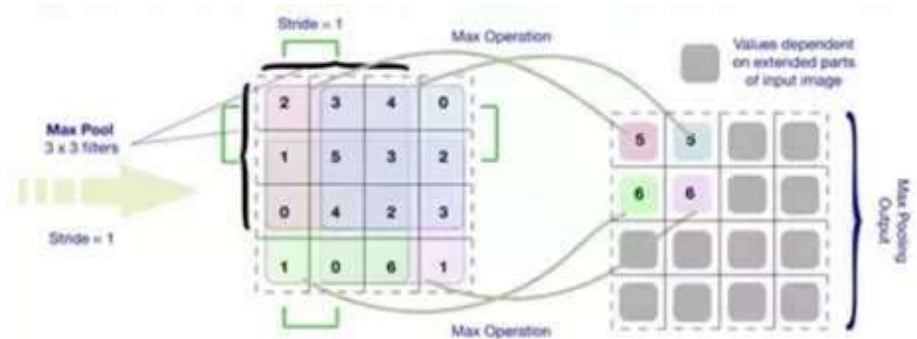 Stride = 1
Max Operation
Values dependent
on extended parts
of input image
Max Pool
3 x 3 filters
2 3 4 0
1 5 3 2
0 4 2 3
1 0 6 1
5 5
6 6
Stride = 1
Max Operation
Max Pooling
Output